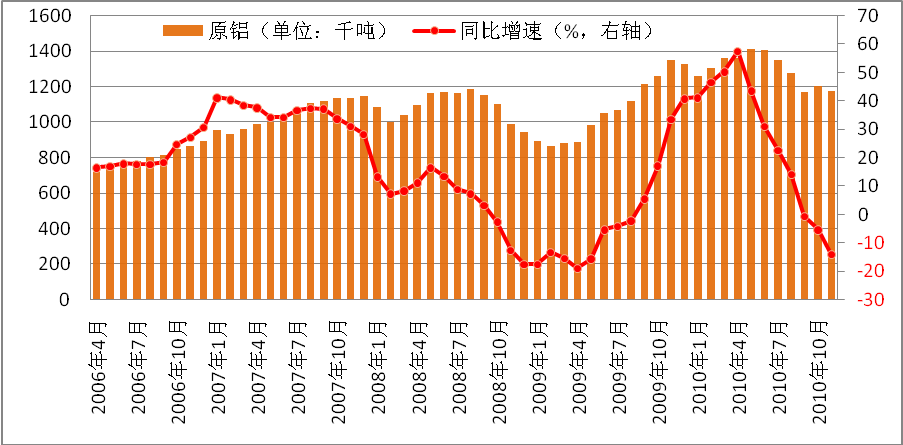 原铝（单位：千吨） 同比增速（%，右轴）
1600
1400
1200
1000
800
600
400
200
0
70
60
50
40
30
20
10
0
-10
-20
-30
2006年4月
2006年7月
2006年10月
2007年1月
2007年4月
2007年7月
2007年10月
2008年1月
2008年4月
2008年7月
2008年10月
2009年1月
2009年4月
2009年7月
2009年10月
2010年1月
2010年4月
2010年7月
2010年10月